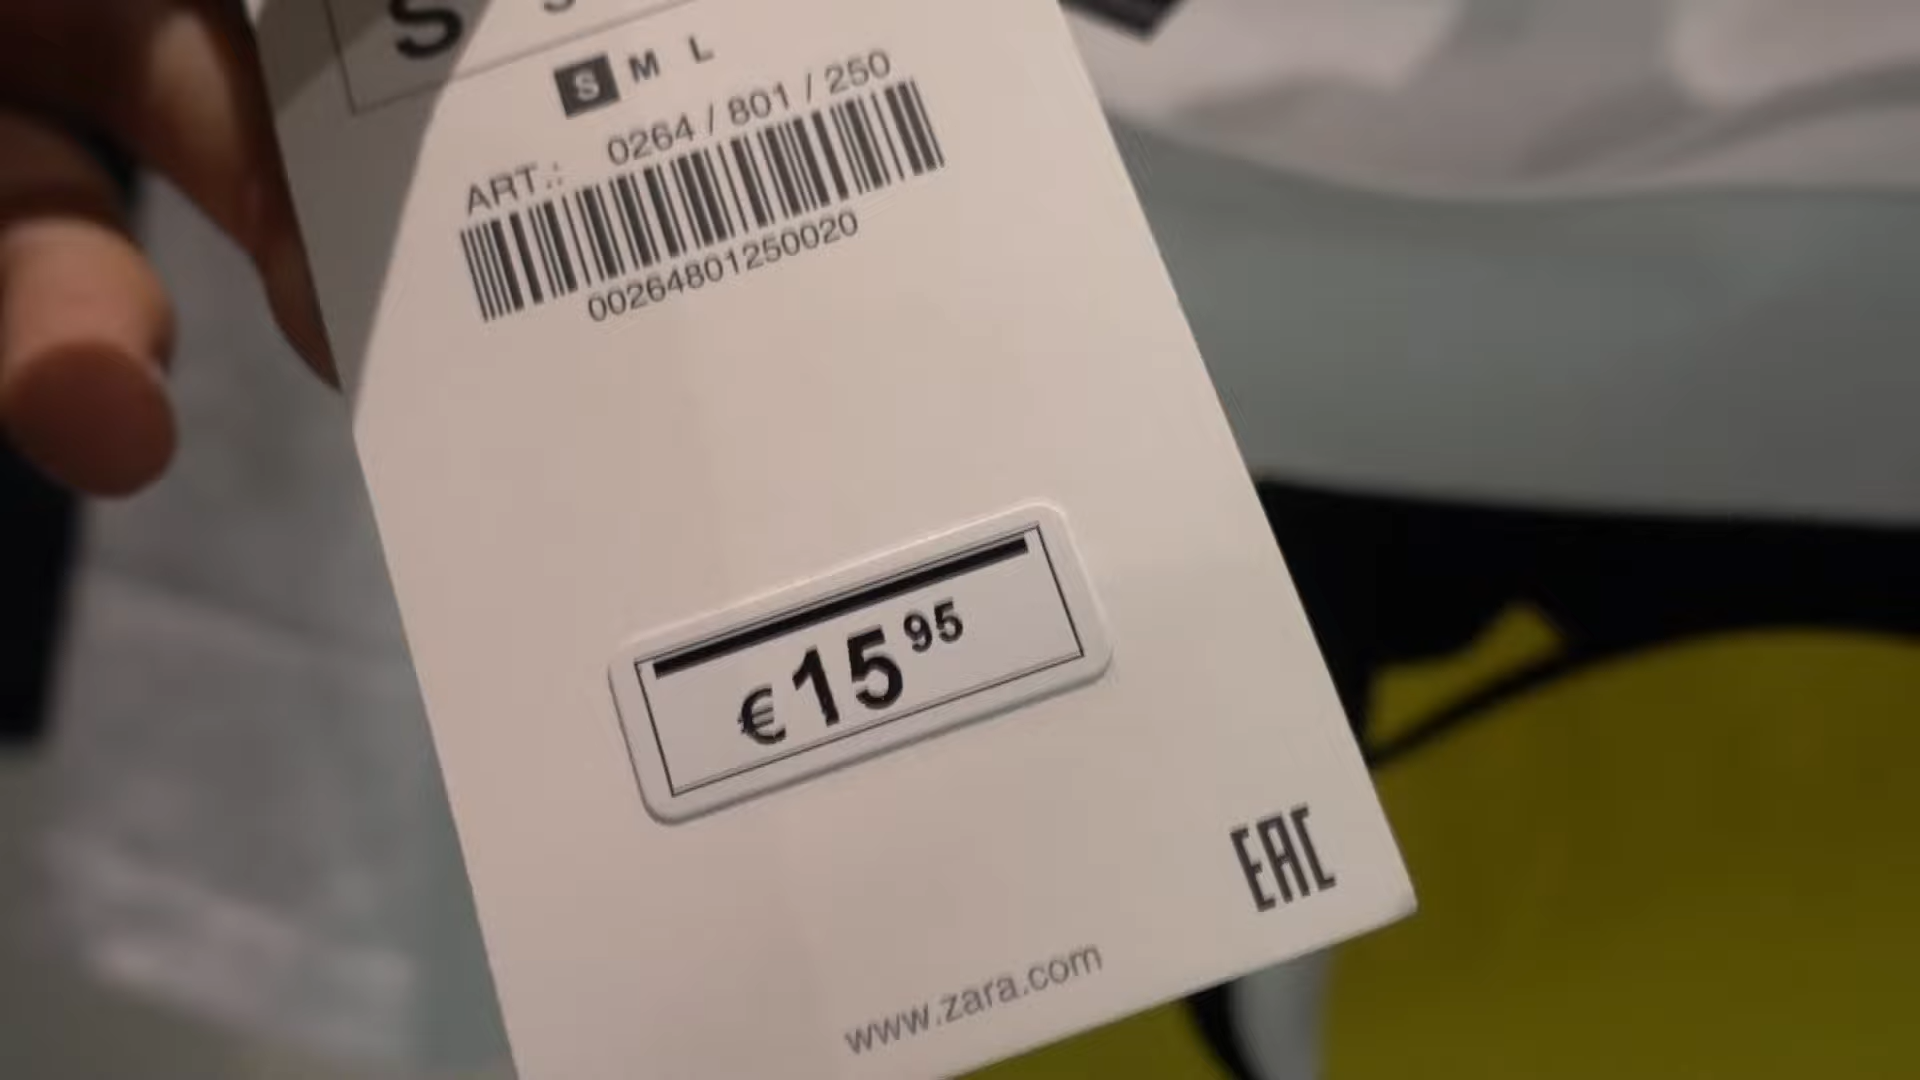 S
S M L
ART.: 0264 / 801 / 250
00264801250020
€15 95
EAC
www.zara.com